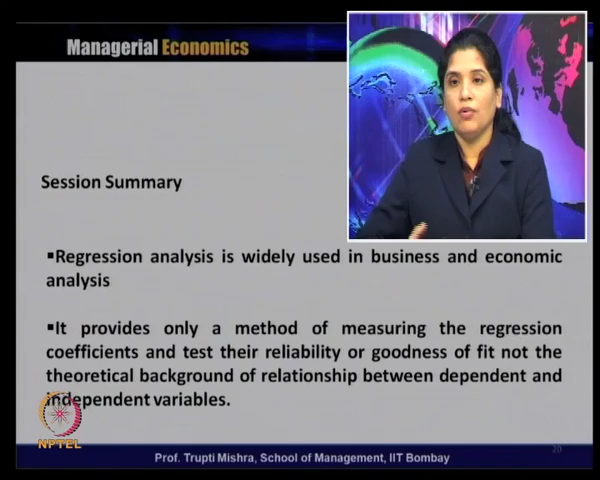 Managerial Economics
Session Summary
▪Regression analysis is widely used in business and economic
analysis
▪It provides only a method of measuring the regression
coefficients and test their reliability or goodness of fit not the
theoretical background of relationship between dependent and
independent variables.
NPTEL
Prof. Trupti Mishra, School of Management, IIT Bombay
20